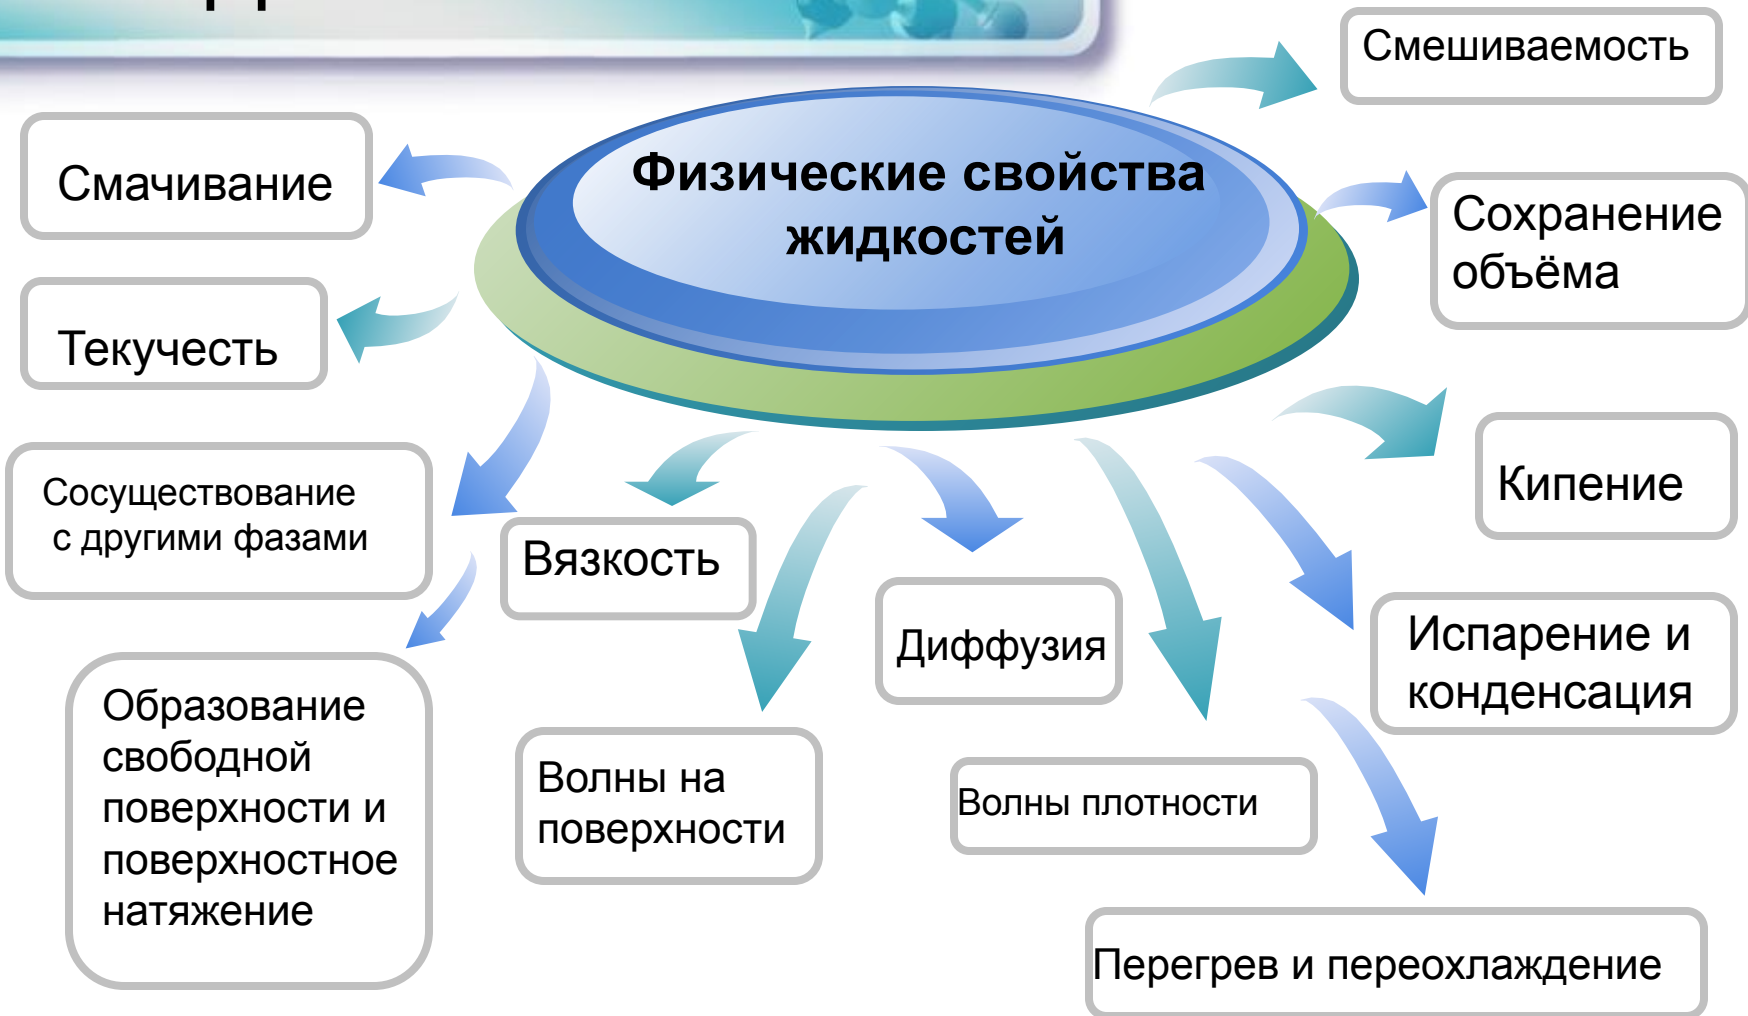 Физические свойства
жидкостей
Смешиваемость
Смачивание
Сохранение
объёма
Текучесть
Кипение
Сосуществование
с другими фазами
Вязкость
Диффузия
Испарение и
конденсация
Образование
свободной
поверхности и
поверхностное
натяжение
Волны на
поверхности
Волны плотности
Перегрев и переохлаждение